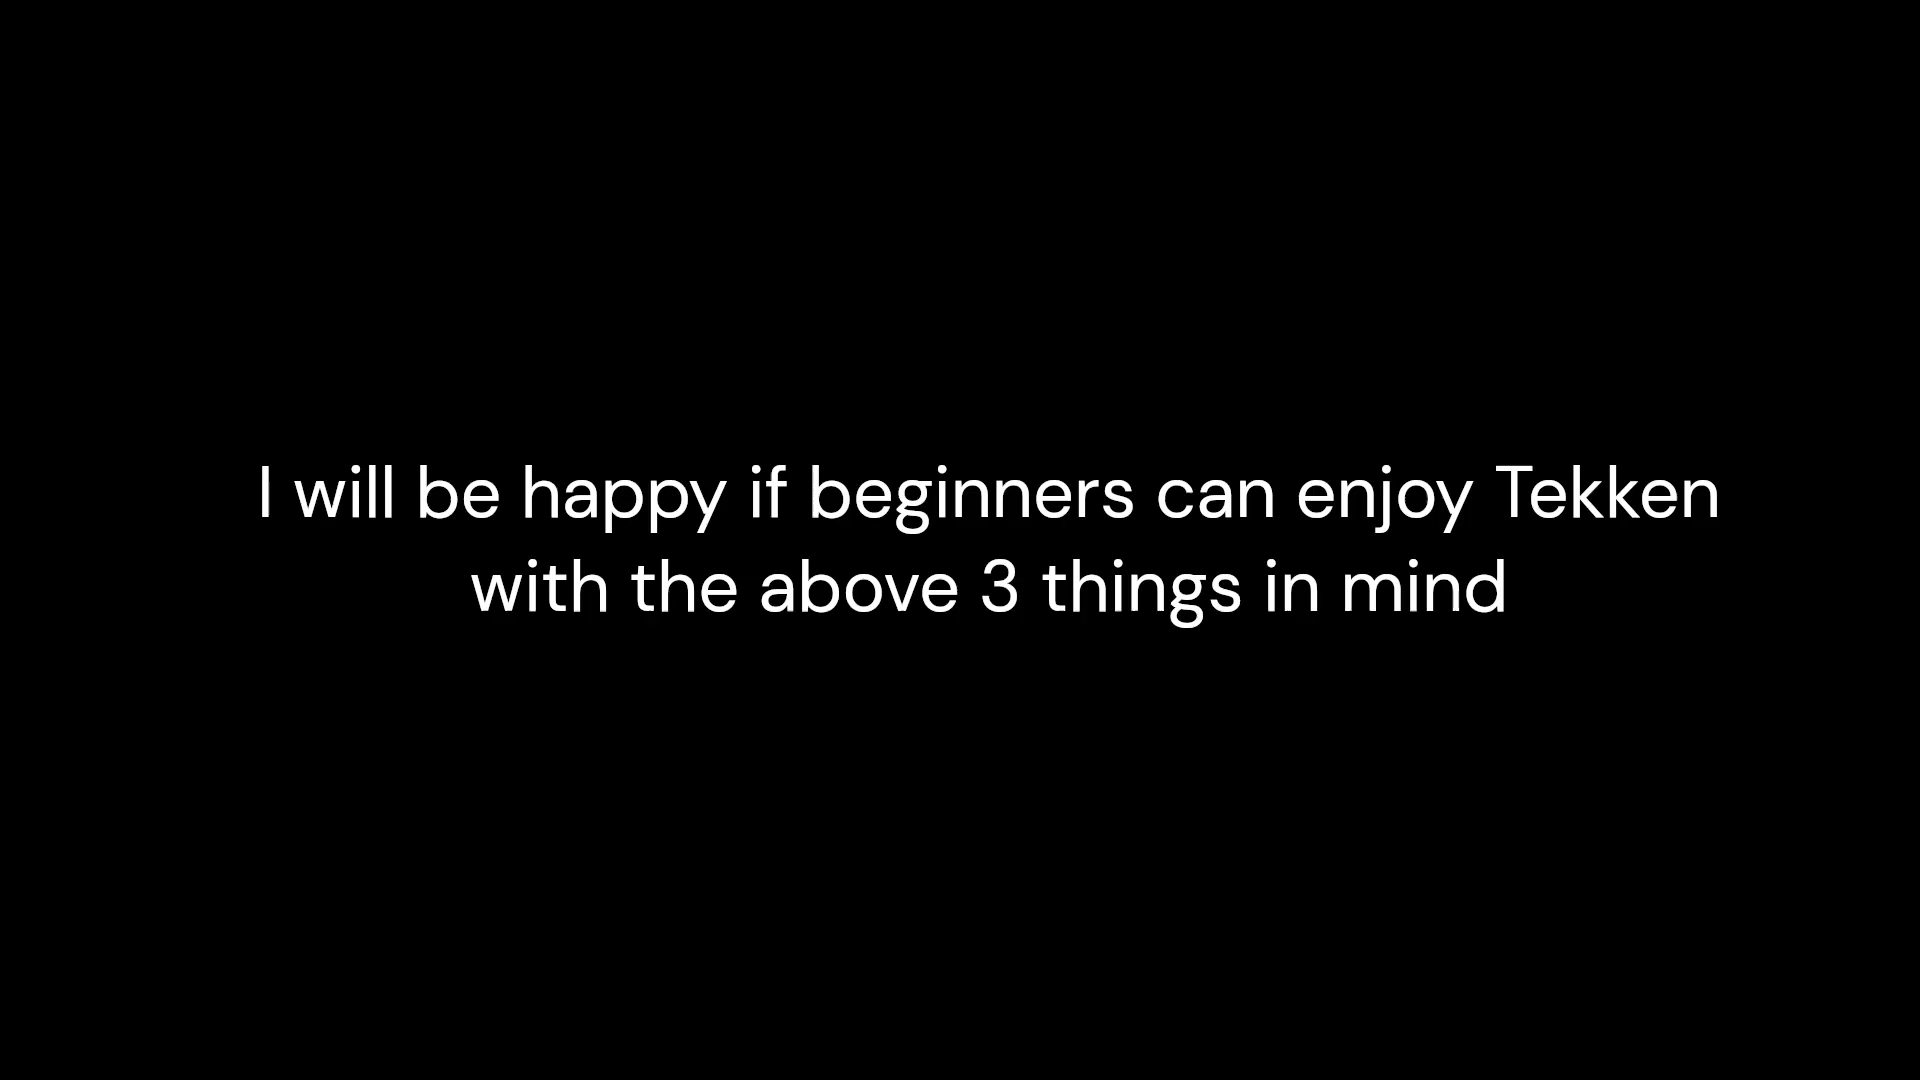 I will be happy if beginners can enjoy Tekken
with the above 3 things in mind